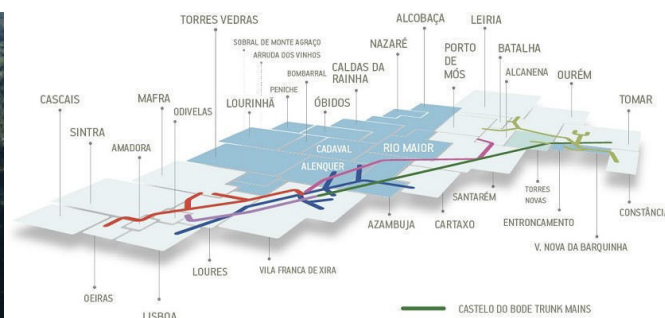 TORRES VEDRAS
SOBRAL DE MONTE AGRAÇO
ARRUDA DOS VINHOS
BOMBARRAL
PENICHE
CALDAS DA
RAINHA
NAZARÉ
ALCOBAÇA
LEIRIA
PORTO
DE
MÓS
BATALHA
ALCANENA
OURÉM
TOMAR
CASCAIS
SINTRA
AMADORA
MAFRA
ODIVELAS
LOURINHÃ
ÓBIDOS
CADAVAL
ALENQUER
RIO MAIOR
OEIRAS
LISBOA
LOURES
VILA FRANCA DE XIRA
AZAMBUJA
CARTAXO
SANTARÉM
TORRES
NOVAS
ENTRONCAMENTO
V. NOVA DA BARQUINHA
CONSTÂNCIA
CASTELO DO BODE TRUNK MAINS